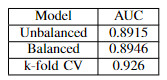 Model AUC
Unbalanced 0.8915
Balanced 0.8946
k-fold CV 0.926